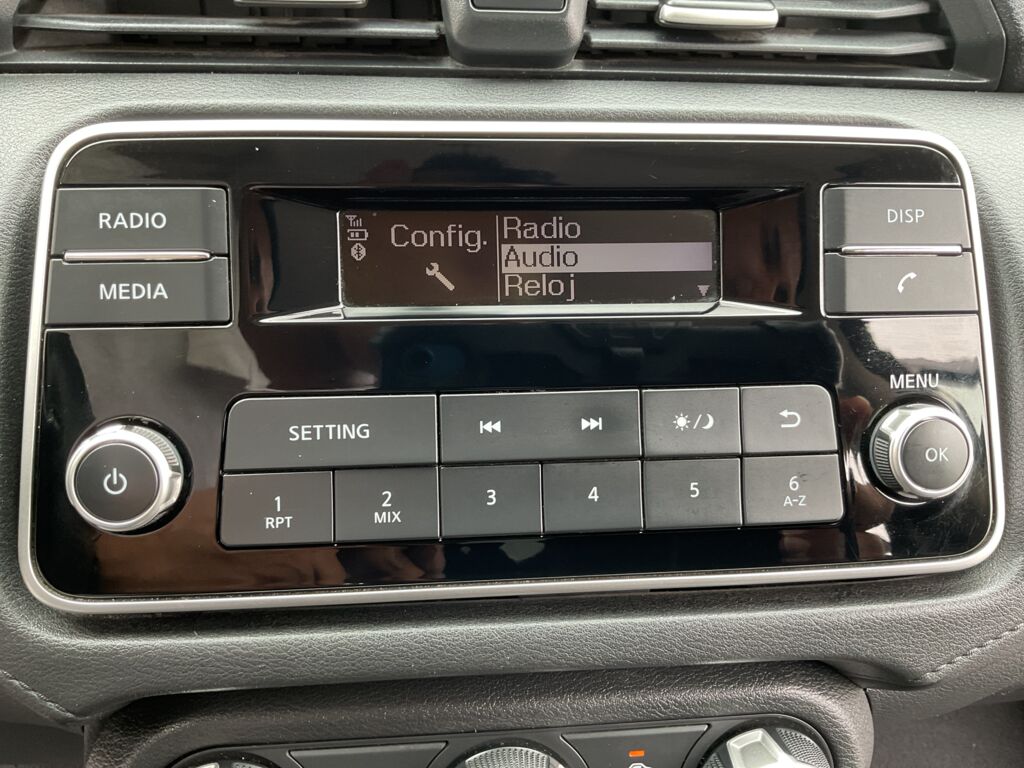 RADIO
MEDIA
Config.
Radio
Audio
Reloj
DISP
MENU
OK
SETTING
1
RPT
2
MIX
3
4
5
6
A-Z